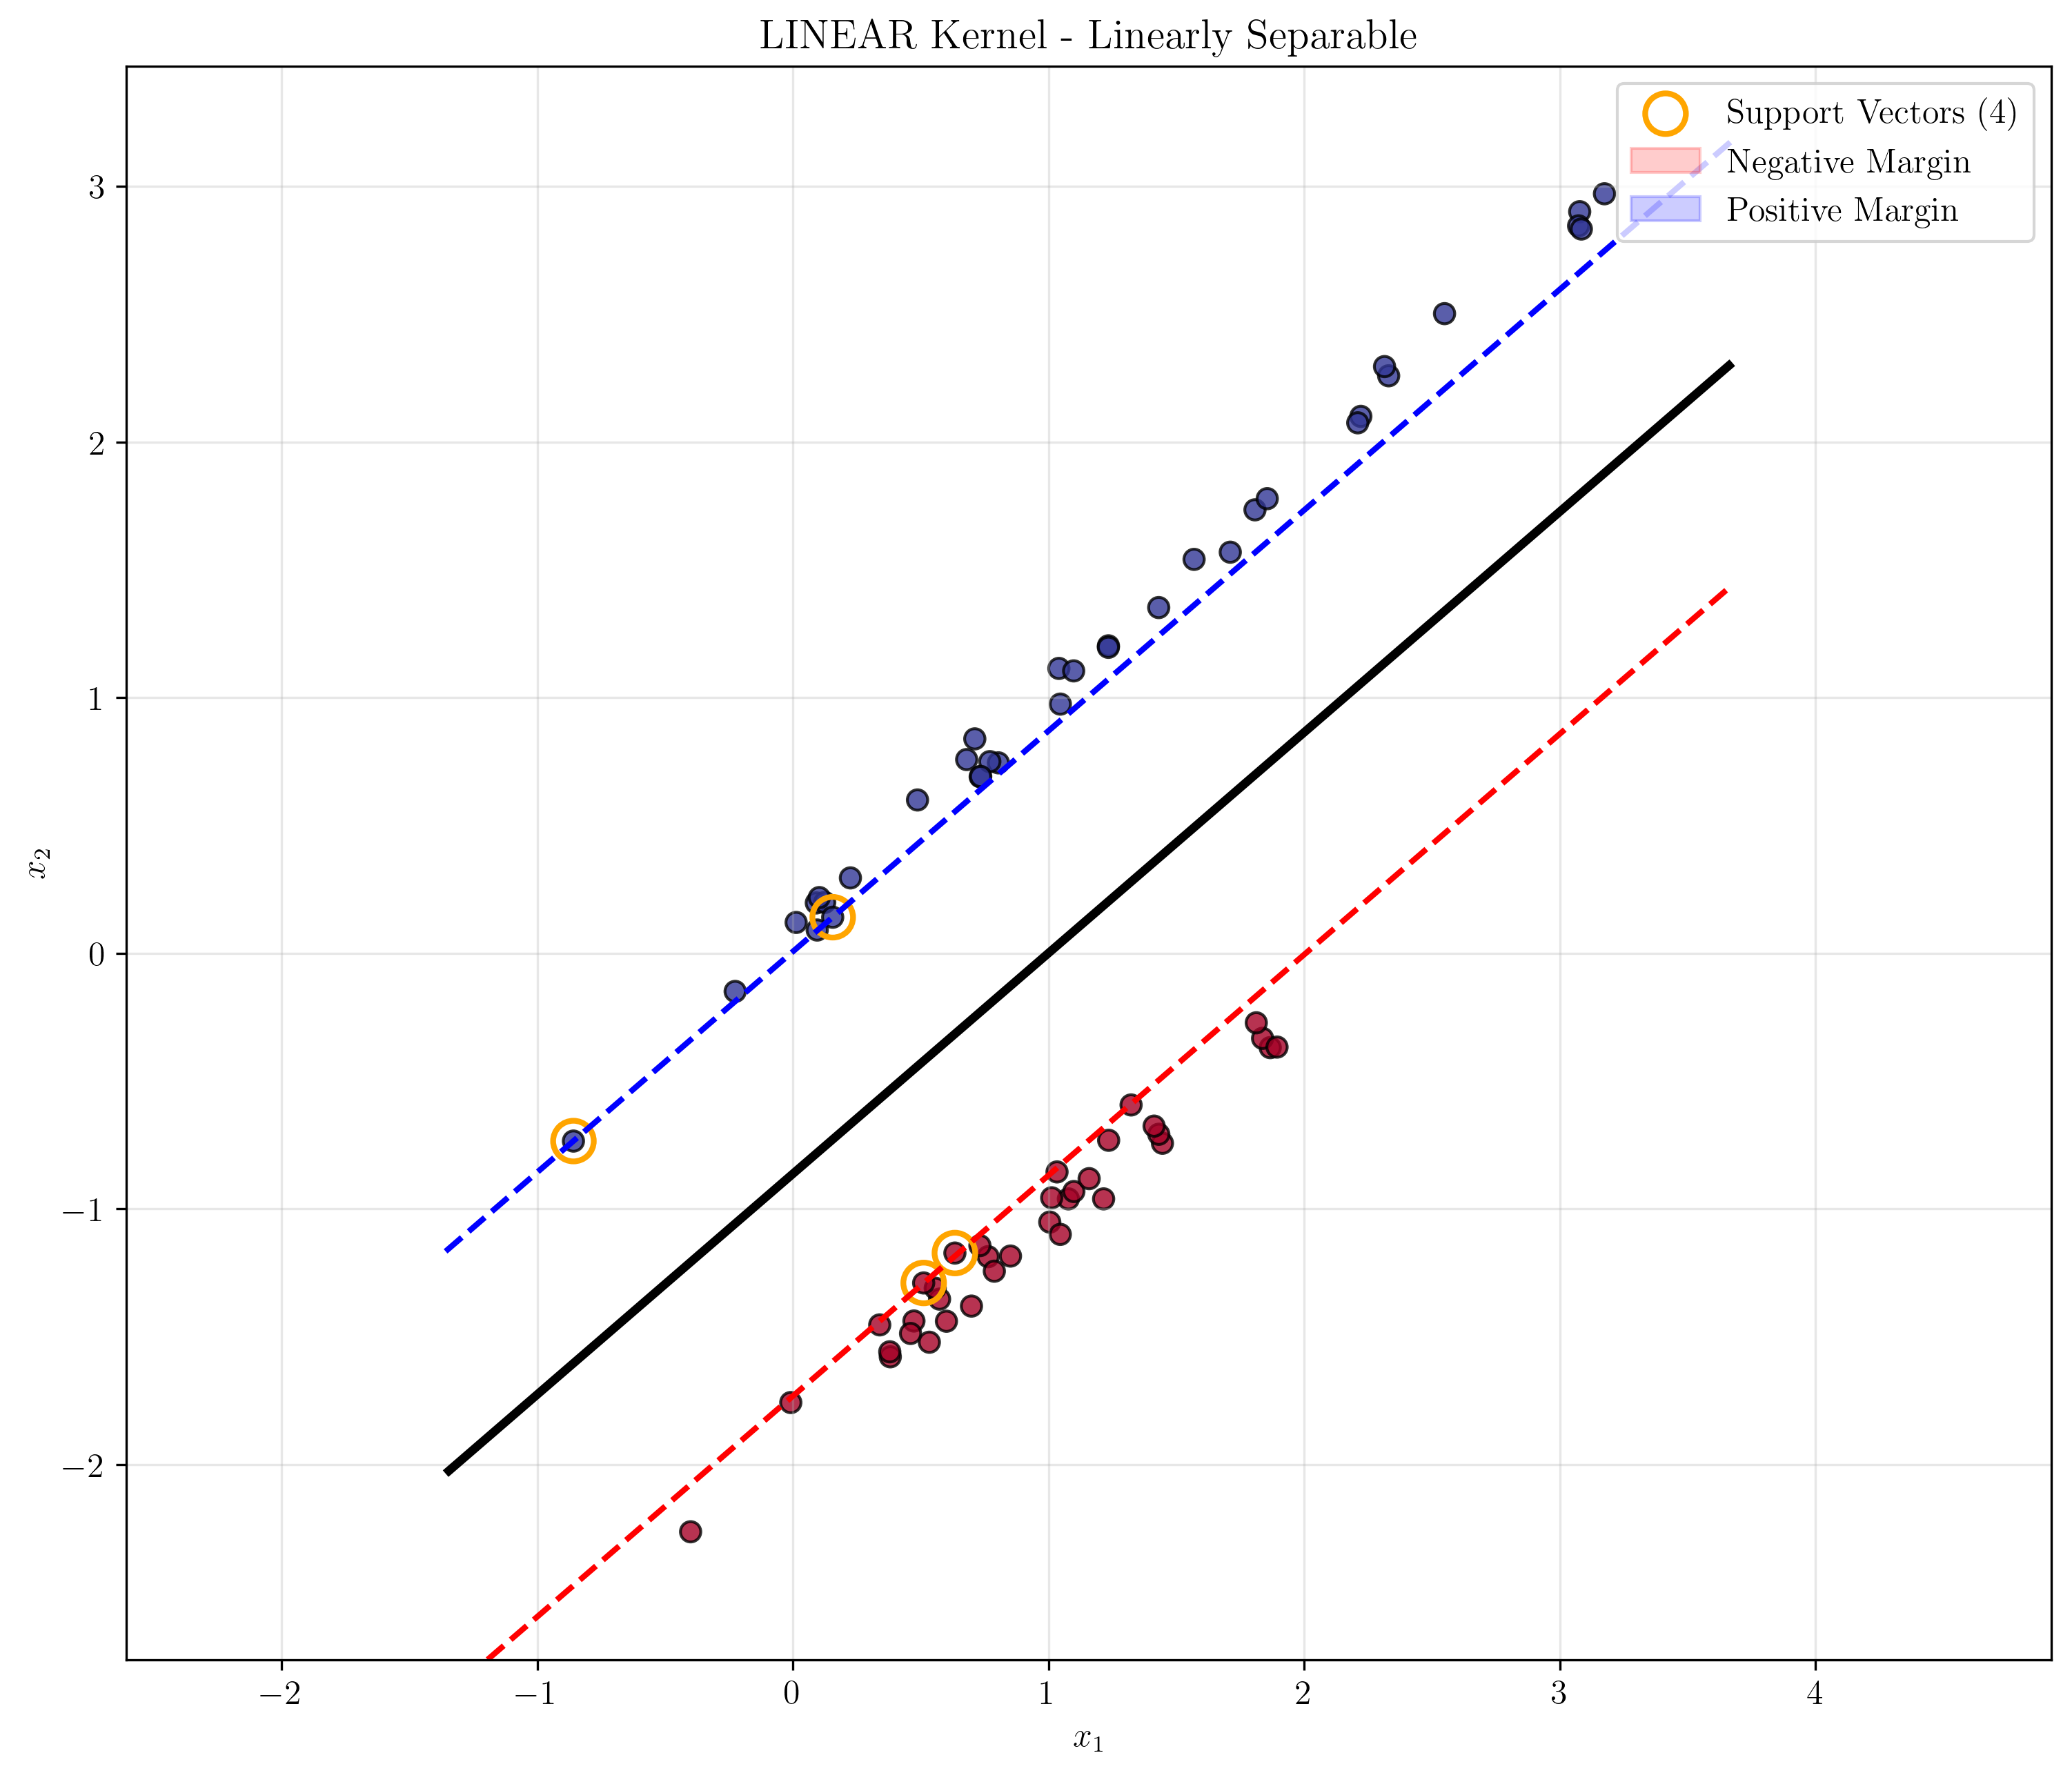 LINEAR Kernel - Linearly Separable
Support Vectors (4)
Negative Margin
Positive Margin
3
2
1
0
−1
−2
x2
−2
−1
0
1
2
3
4
x1